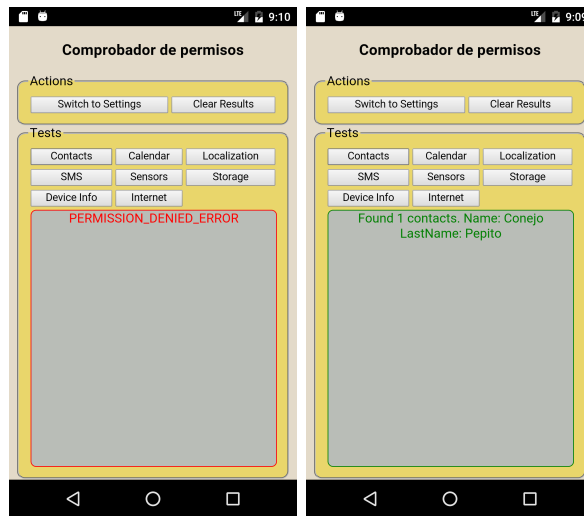 LTE 9:10
Comprobador de permisos
Actions
Switch to Settings Clear Results
Tests
Contacts Calendar Localization
SMS Sensors Storage
Device Info Internet
PERMISSION_DENIED_ERROR
LTE 9:09
Comprobador de permisos
Actions
Switch to Settings Clear Results
Tests
Contacts Calendar Localization
SMS Sensors Storage
Device Info Internet
Found 1 contacts. Name: Conejo
LastName: Pepito